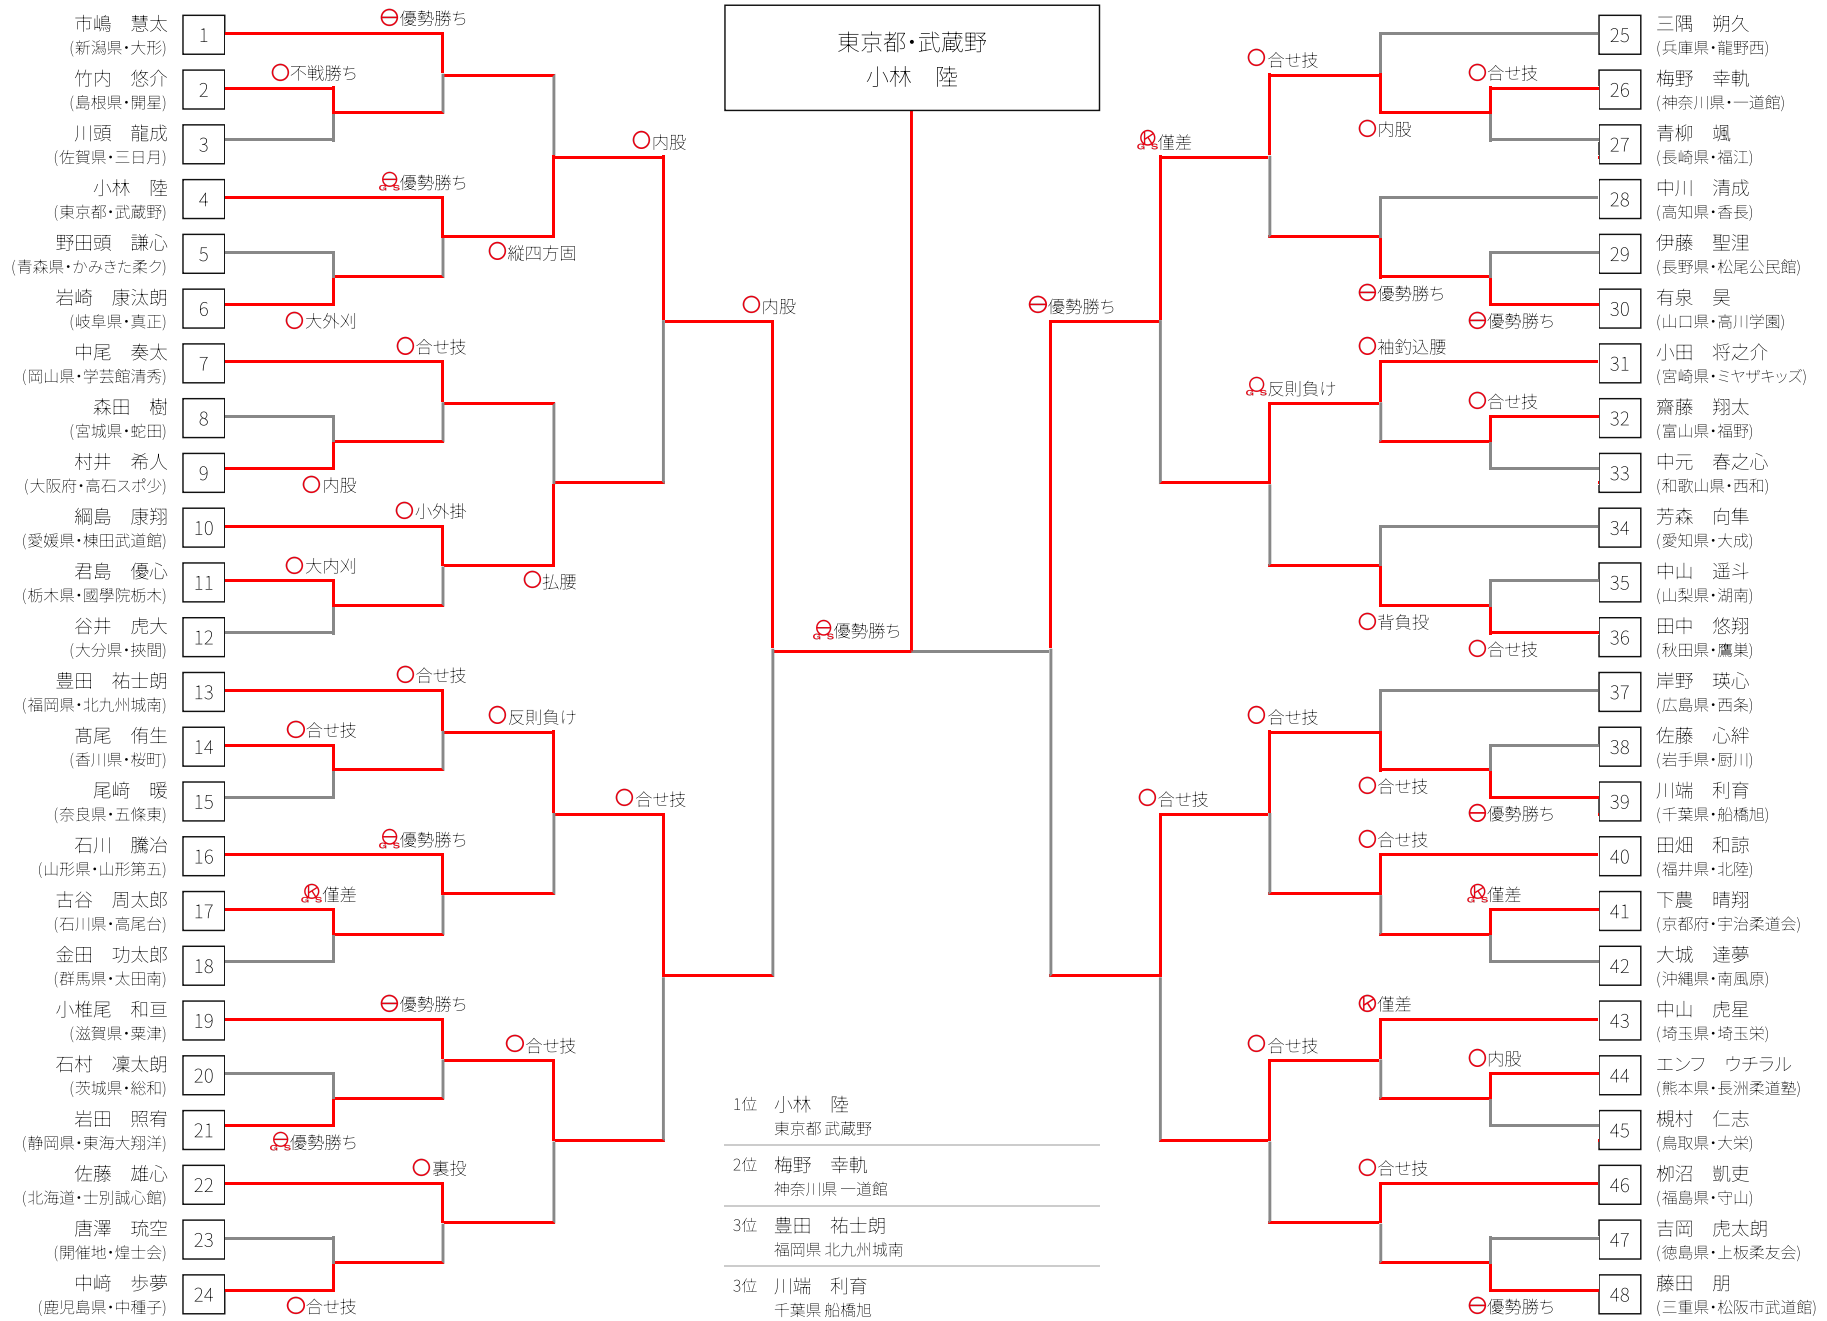 東京都・武蔵野
小林　陸
市嶋　慧太
(新潟県・大形)
1
竹内　悠介
(島根県・開星)
2
川頭　龍成
(佐賀県・三日月)
3
小林　陸
(東京都・武蔵野)
4
野田頭　謙心
(青森県・かみきた柔ク)
5
岩崎　康汰朗
(岐阜県・真正)
6
中尾　奏太
(岡山県・学芸館清秀)
7
森田　樹
(宮城県・蛇田)
8
村井　希人
(大阪府・高石スポ少)
9
綱島　康翔
(愛媛県・棟田武道館)
10
君島　優心
(栃木県・國學院栃木)
11
谷井　虎大
(大分県・挾間)
12
豊田　祐士朗
(福岡県・北九州城南)
13
髙尾　侑生
(香川県・桜町)
14
尾﨑　暖
(奈良県・五條東)
15
石川　騰冶
(山形県・山形第五)
16
古谷　周太郎
(石川県・高尾台)
17
金田　功太郎
(群馬県・太田南)
18
小椎尾　和亘
(滋賀県・粟津)
19
石村　凜太朗
(茨城県・総和)
20
岩田　照宥
(静岡県・東海大翔洋)
21
佐藤　雄心
(北海道・士別誠心館)
22
唐澤　琉空
(開催地・煌士会)
23
中﨑　歩夢
(鹿児島県・中種子)
24
優勢勝ち
不戦勝ち
GS 優勢勝ち
大外刈
合せ技
内股
小外掛
大内刈
合せ技
合せ技
GS 優勢勝ち
K GS 僅差
優勢勝ち
GS 優勢勝ち
裏投
合せ技
縦四方固
払腰
反則負け
合せ技
内股
合せ技
内股
GS 優勢勝ち
優勢勝ち
K GS 僅差
合せ技
合せ技
GS 反則負け
合せ技
合せ技
内股
優勢勝ち
袖釣込腰
背負投
合せ技
合せ技
K 僅差
合せ技
合せ技
優勢勝ち
合せ技
合せ技
優勢勝ち
K GS 僅差
内股
優勢勝ち
25
三隅　朔久
(兵庫県・龍野西)
26
梅野　幸軌
(神奈川県・一道館)
27
青柳　颯
(長崎県・福江)
28
中川　清成
(高知県・香長)
29
伊藤　聖浬
(長野県・松尾公民館)
30
有泉　昊
(山口県・高川学園)
31
小田　将之介
(宮崎県・ミヤザキッズ)
32
齋藤　翔太
(富山県・福野)
33
中元　春之心
(和歌山県・西和)
34
芳森　向隼
(愛知県・大成)
35
中山　遥斗
(山梨県・湖南)
36
田中　悠翔
(秋田県・鷹巣)
37
岸野　瑛心
(広島県・西条)
38
佐藤　心絆
(岩手県・厨川)
39
川端　利育
(千葉県・船橋旭)
40
田畑　和諒
(福井県・北陸)
41
下農　晴翔
(京都府・宇治柔道会)
42
大城　達夢
(沖縄県・南風原)
43
中山　虎星
(埼玉県・埼玉栄)
44
エンフ　ウチラル
(熊本県・長洲柔道塾)
45
槻村　仁志
(鳥取県・大栄)
46
栁沼　凱吏
(福島県・守山)
47
吉岡　虎太朗
(徳島県・上板柔友会)
48
藤田　朋
(三重県・松阪市武道館)
1位　小林　陸
東京都 武蔵野
2位　梅野　幸軌
神奈川県 一道館
3位　豊田　祐士朗
福岡県 北九州城南
3位　川端　利育
千葉県 船橋旭